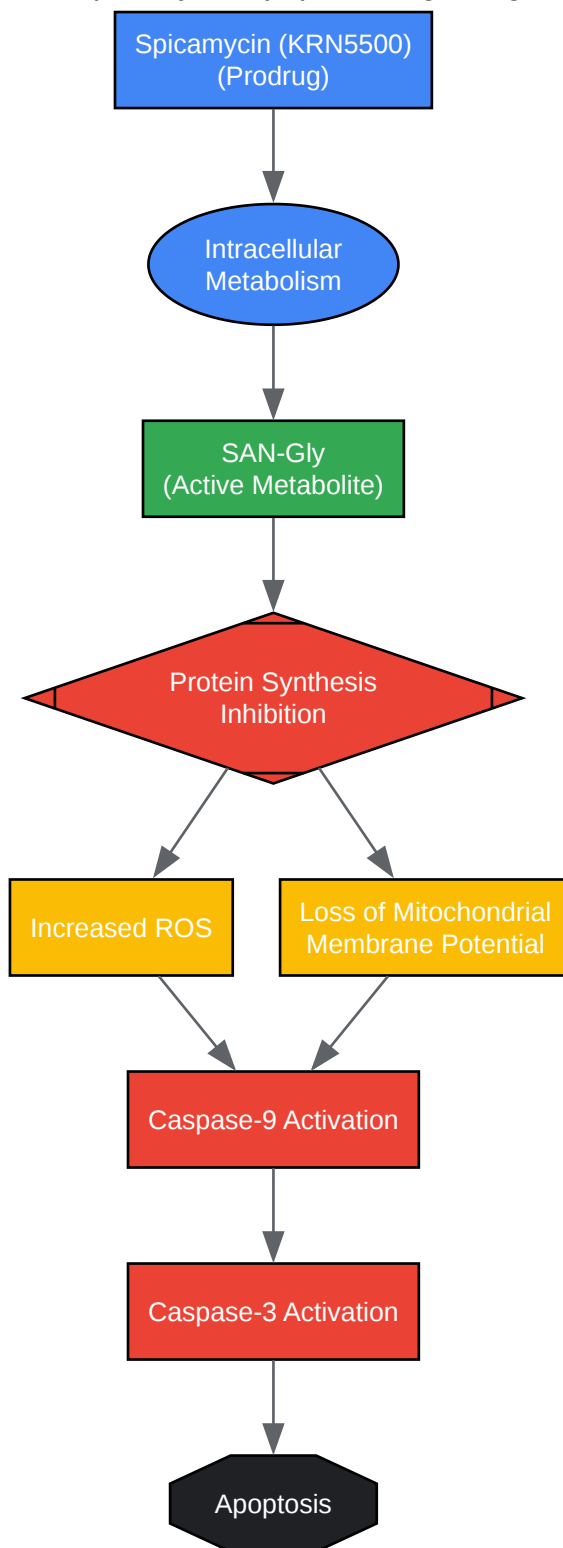 Spicamycin (KRN5500)
(Prodrug)
Intracellular
Metabolism
SAN-Gly
(Active Metabolite)
Protein Synthesis
Inhibition
Increased ROS
Loss of Mitochondrial
Membrane Potential
Caspase-9 Activation
Caspase-3 Activation
Apoptosis